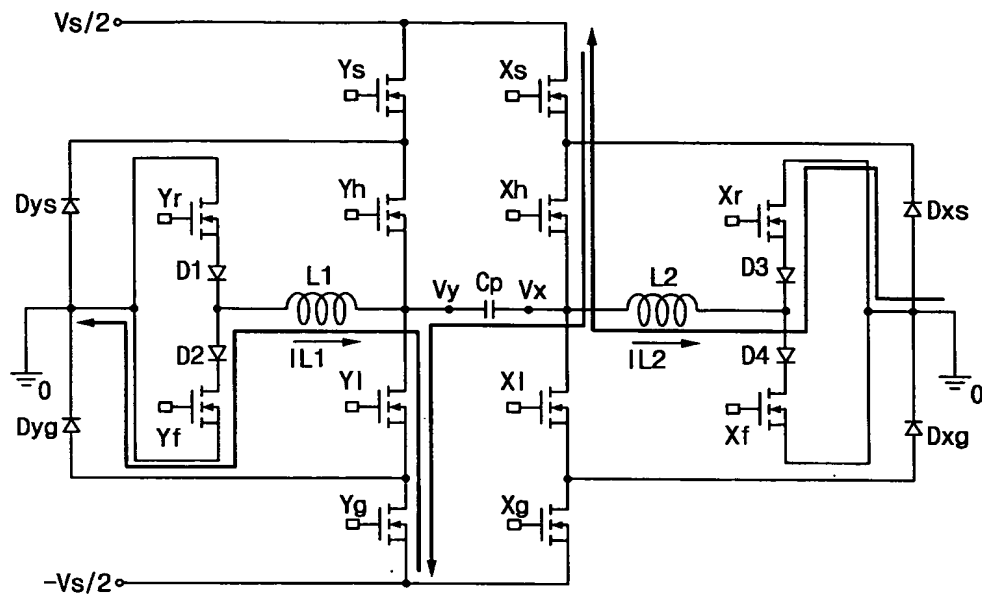 Vs/2
Ys
Xs
Dys
Yr
Yh
Xh
Xr
Dxs
D1
L1
Vy
Cp
Vx
L2
D3
0
D2
IL1
IL2
D4
0
Dyg
Yf
Yl
Xl
Xf
Dxg
Yg
Xg
-Vs/2